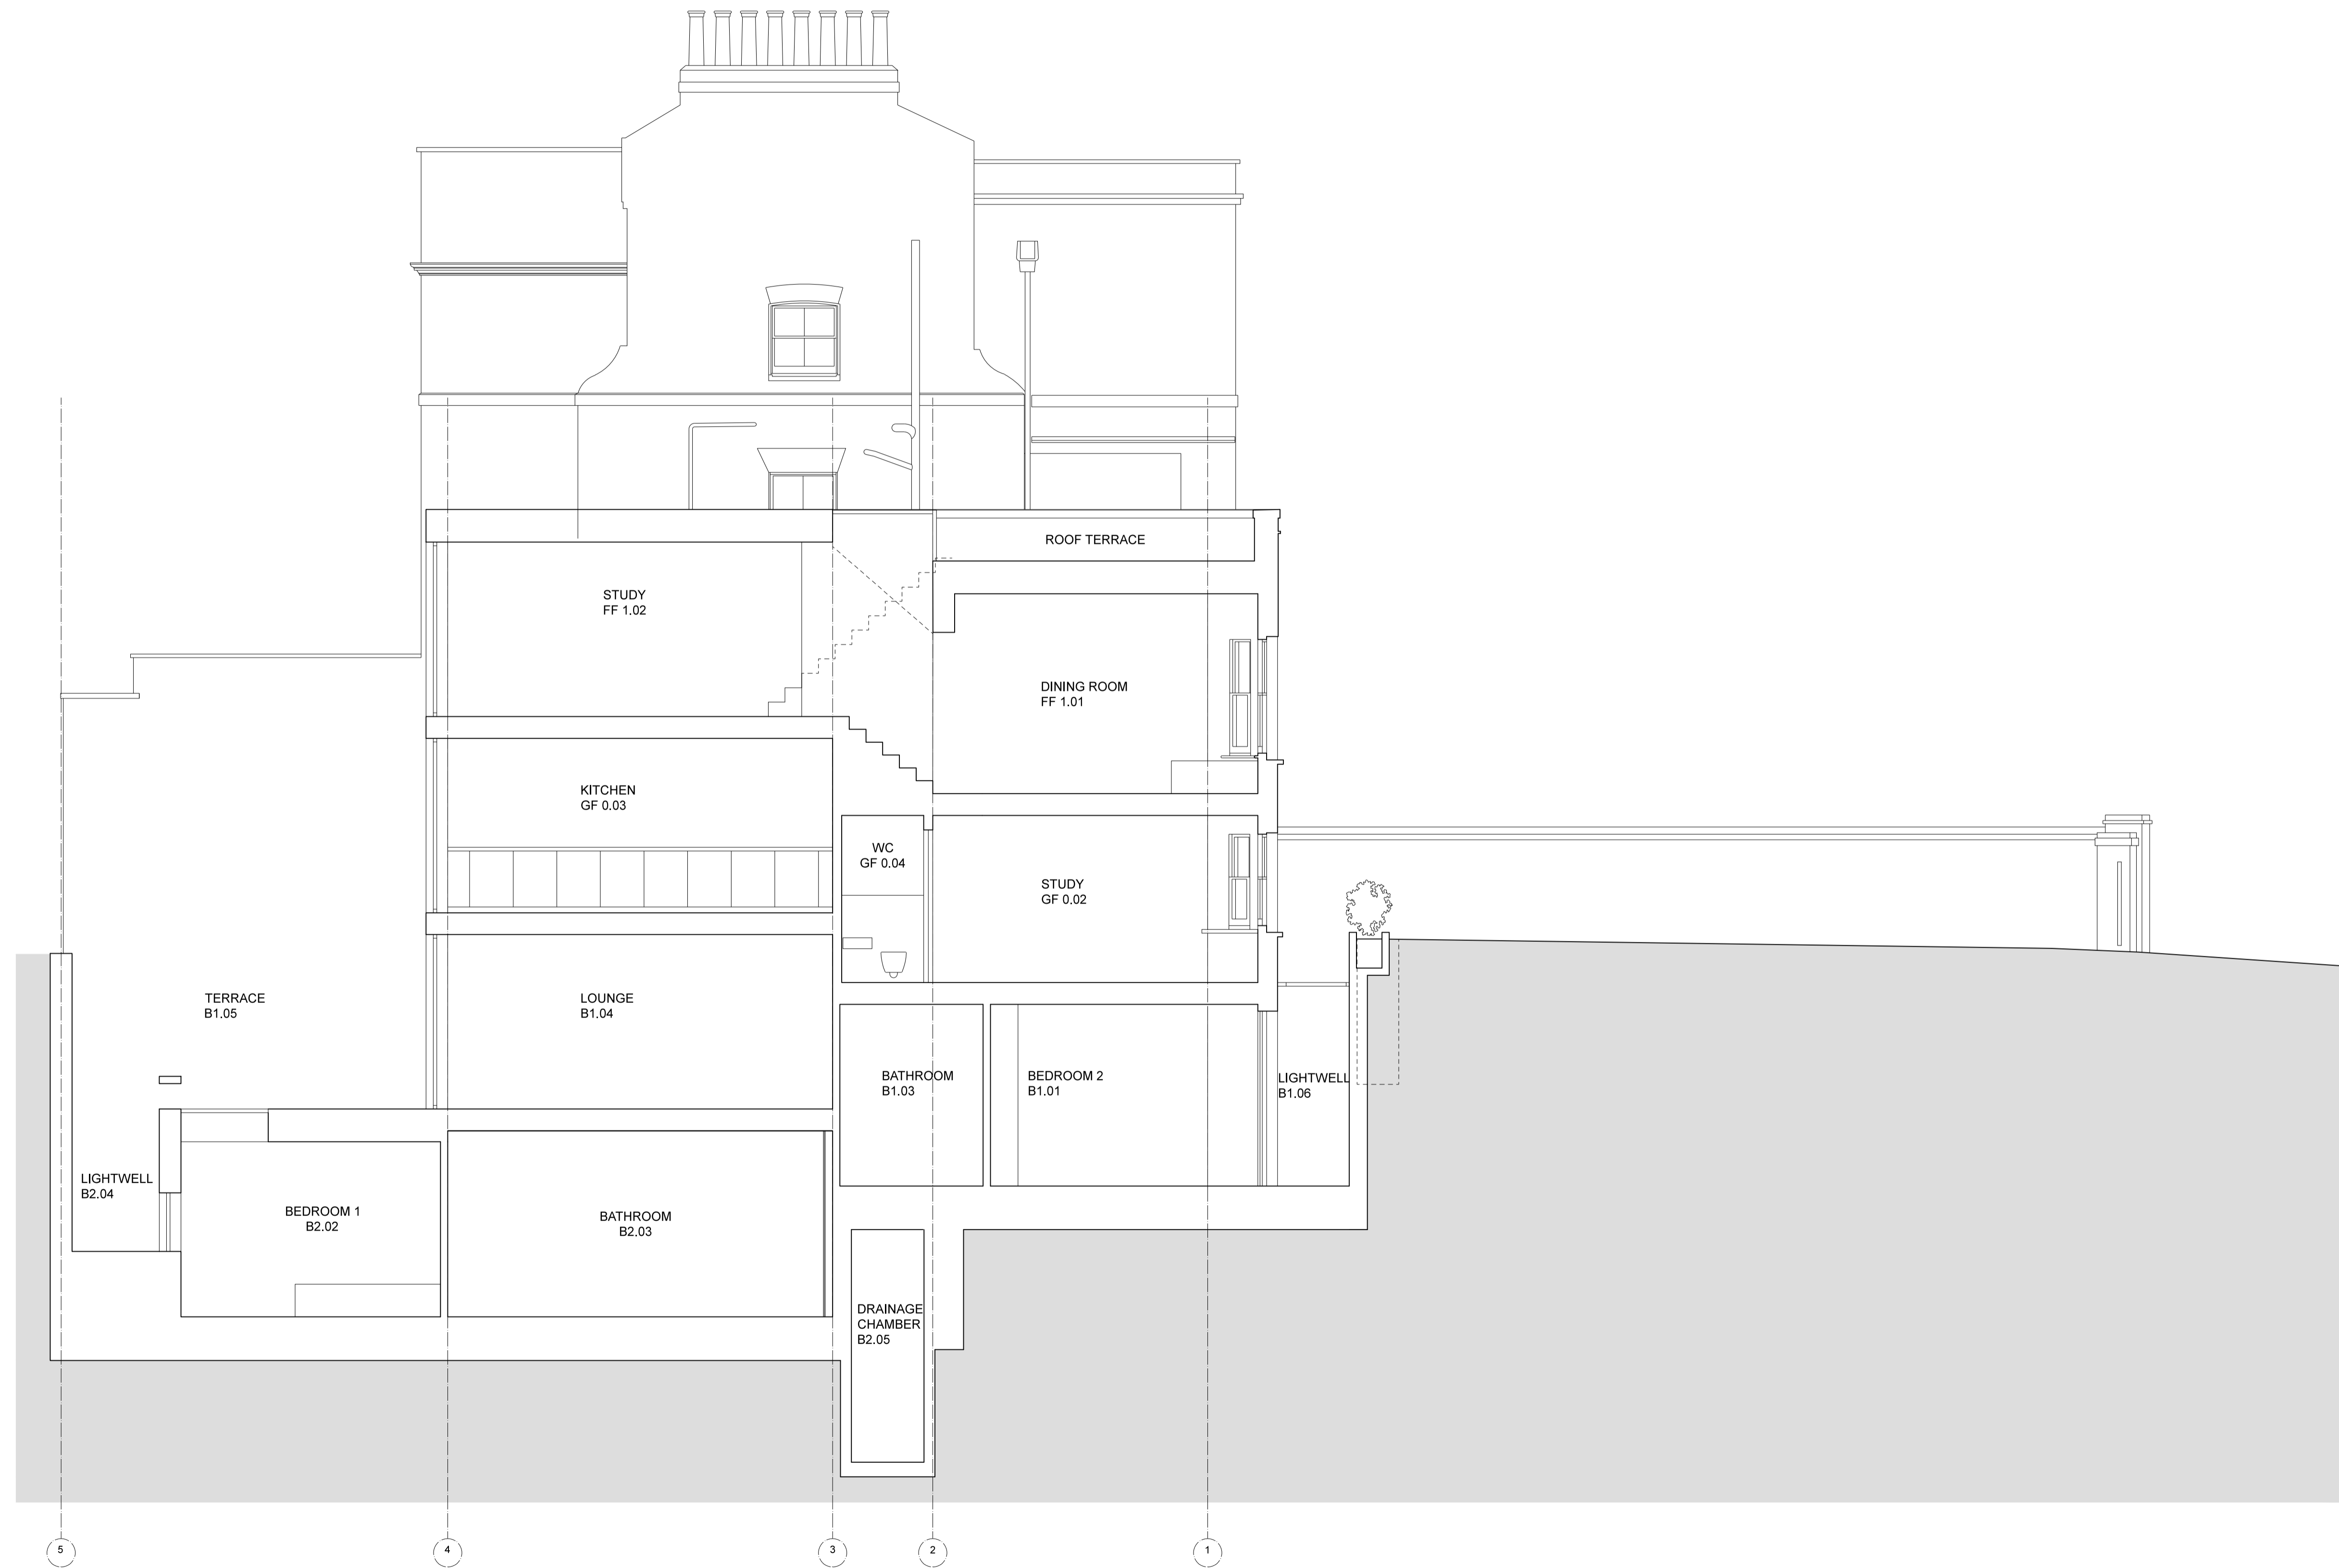 ROOF TERRACE
STUDY
FF 1.02
DINING ROOM
FF 1.01
KITCHEN
GF 0.03
WC
GF 0.04
STUDY
GF 0.02
TERRACE
B1.05
LOUNGE
B1.04
BATHROOM
B1.03
BEDROOM 2
B1.01
LIGHTWELL
B1.06
LIGHTWELL
B2.04
BEDROOM 1
B2.02
BATHROOM
B2.03
DRAINAGE
CHAMBER
B2.05
5
4
3
2
1